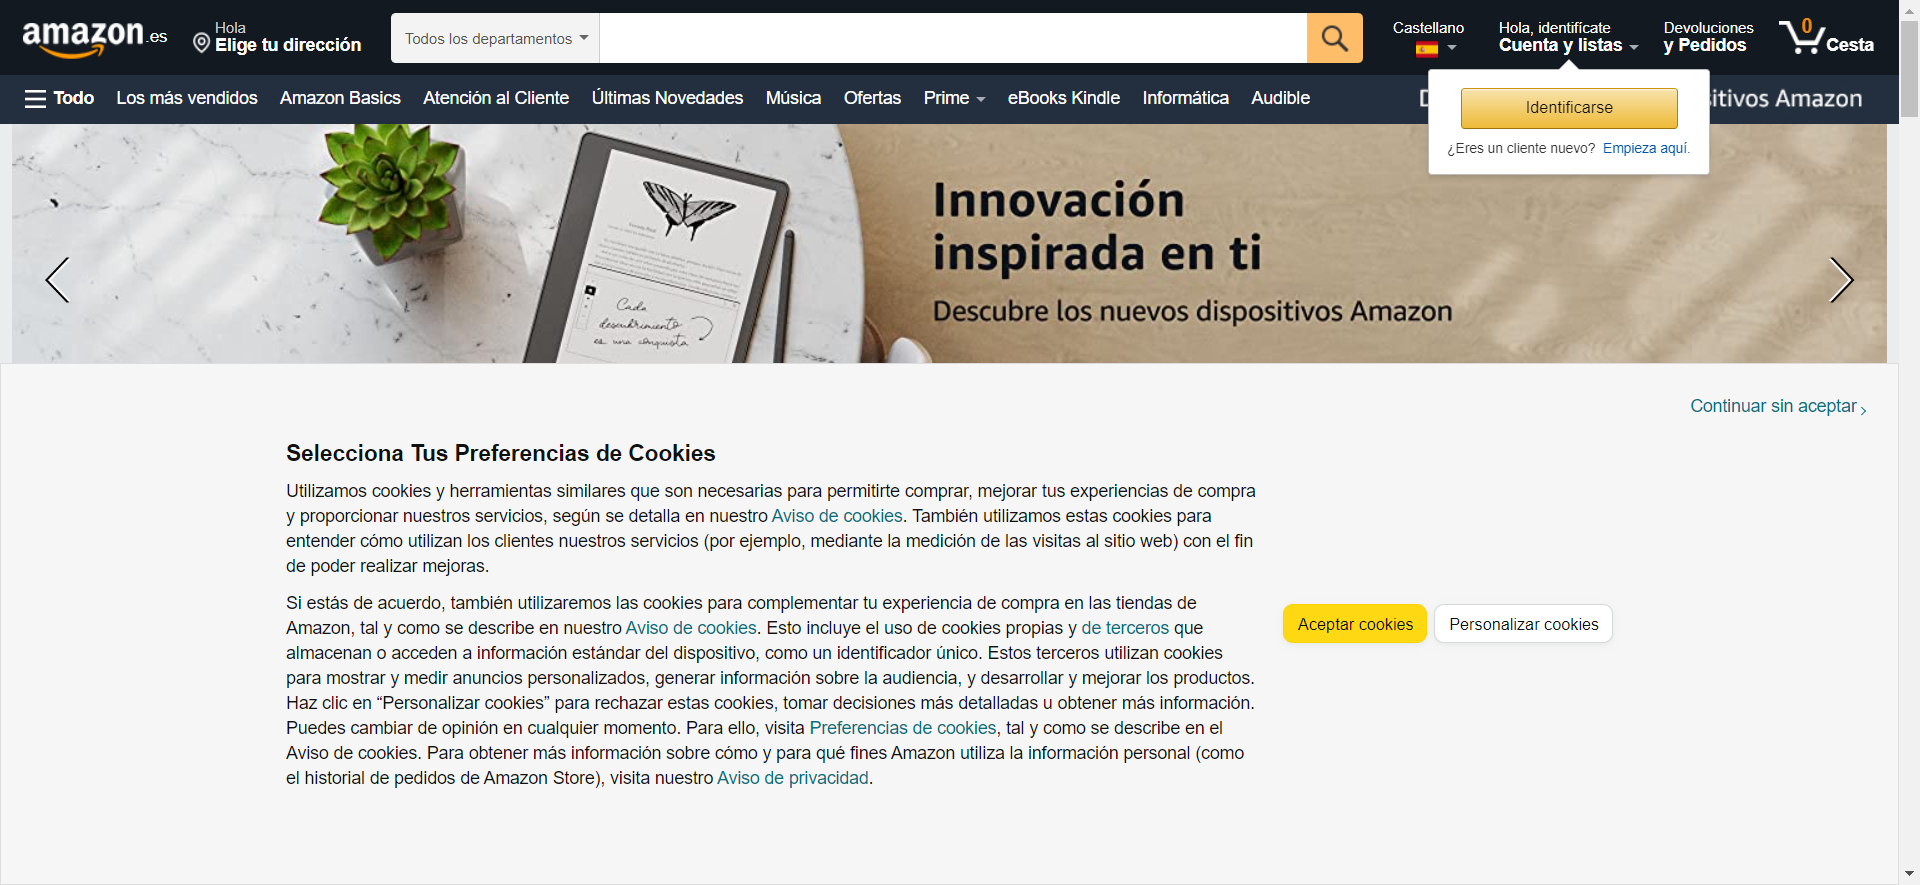 amazon.es
Hola
Elige tu dirección
Todos los departamentos
Castellano
Hola, identifícate
Cuenta y listas
Devoluciones
y Pedidos
0
Cesta
Todo
Los más vendidos
Amazon Basics
Atención al Cliente
Últimas Novedades
Música
Ofertas
Prime
eBooks Kindle
Informática
Audible
Amazon
Identificarse
¿Eres un cliente nuevo? Empieza aquí.
Innovación
inspirada en ti
Descubre los nuevos dispositivos Amazon
Cada
descubrimiento
es una conquista
Continuar sin aceptar
Selecciona Tus Preferencias de Cookies
Utilizamos cookies y herramientas similares que son necesarias para permitirte comprar, mejorar tus experiencias de compra
y proporcionar nuestros servicios, según se detalla en nuestro Aviso de cookies. También utilizamos estas cookies para
entender cómo utilizan los clientes nuestros servicios (por ejemplo, mediante la medición de las visitas al sitio web) con el fin
de poder realizar mejoras.
Si estás de acuerdo, también utilizaremos las cookies para complementar tu experiencia de compra en las tiendas de
Amazon, tal y como se describe en nuestro Aviso de cookies. Esto incluye el uso de cookies propias y de terceros que
almacenan o acceden a información estándar del dispositivo, como un identificador único. Estos terceros utilizan cookies
para mostrar y medir anuncios personalizados, generar información sobre la audiencia, y desarrollar y mejorar los productos.
Haz clic en “Personalizar cookies” para rechazar estas cookies, tomar decisiones más detalladas u obtener más información.
Puedes cambiar de opinión en cualquier momento. Para ello, visita Preferencias de cookies, tal y como se describe en el
Aviso de cookies. Para obtener más información sobre cómo y para qué fines Amazon utiliza la información personal (como
el historial de pedidos de Amazon Store), visita nuestro Aviso de privacidad.
Aceptar cookies
Personalizar cookies